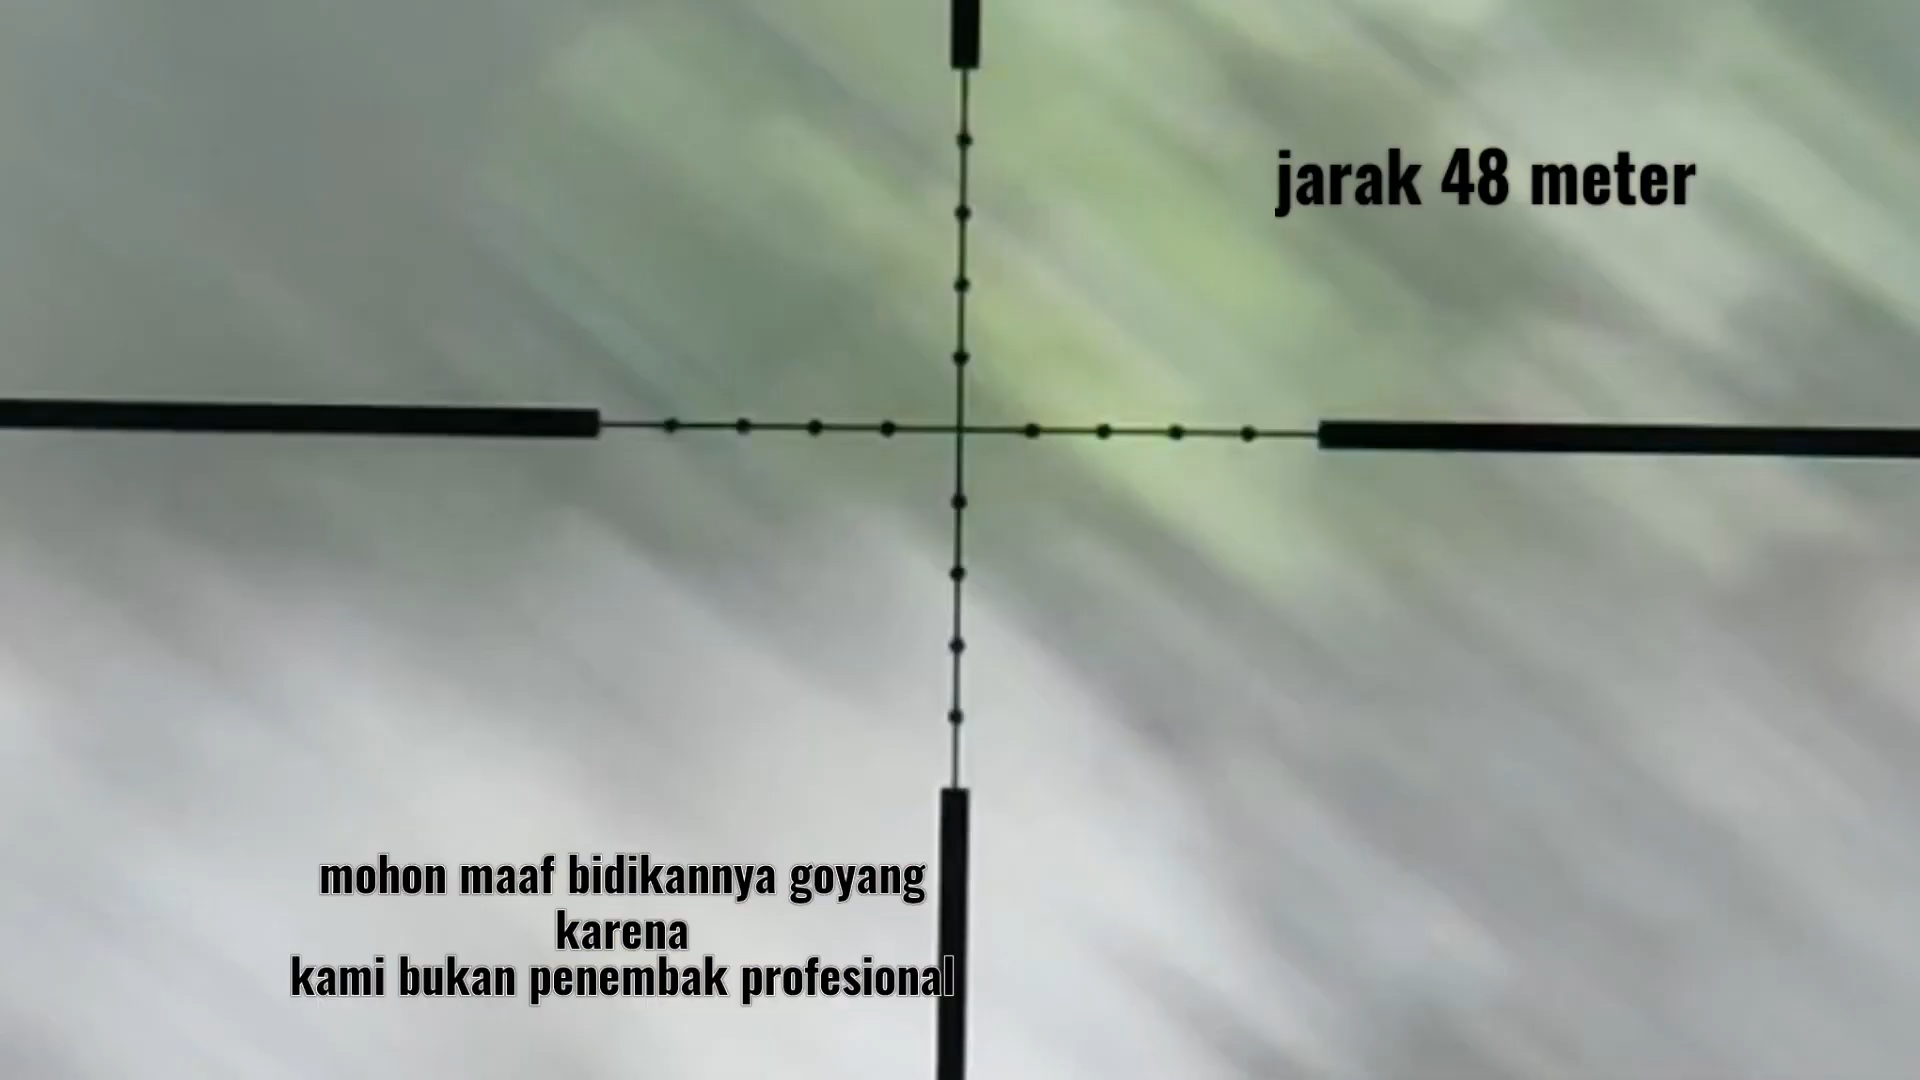 jarak 48 meter
mohon maaf bidikannya goyang
karena
kami bukan penembak profesional